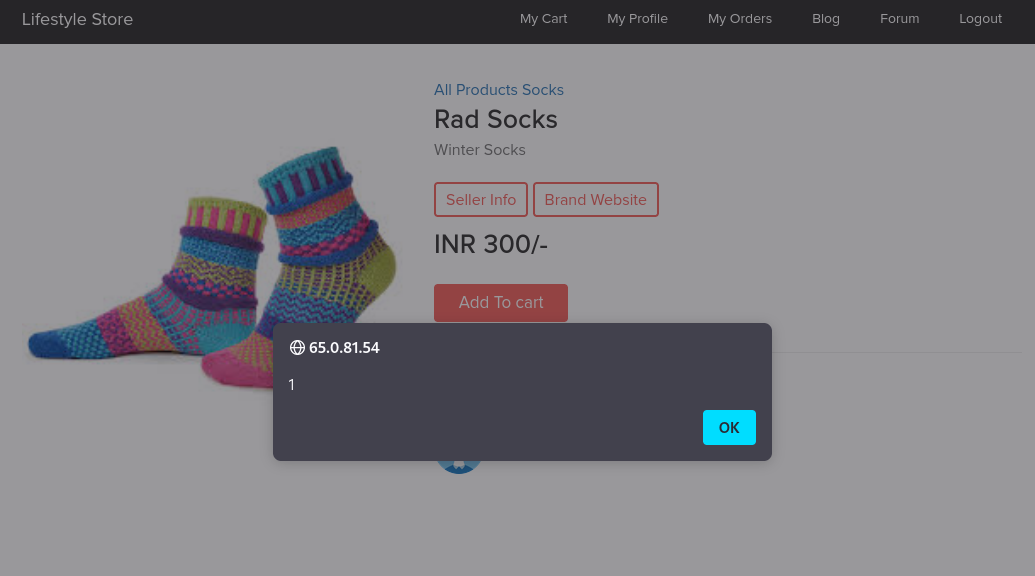 Lifestyle Store My Cart My Profile My Orders Blog Forum Logout
All Products Socks
Rad Socks
Winter Socks
Seller Info Brand Website
INR 300/-
Add To cart
65.0.81.54
1
OK